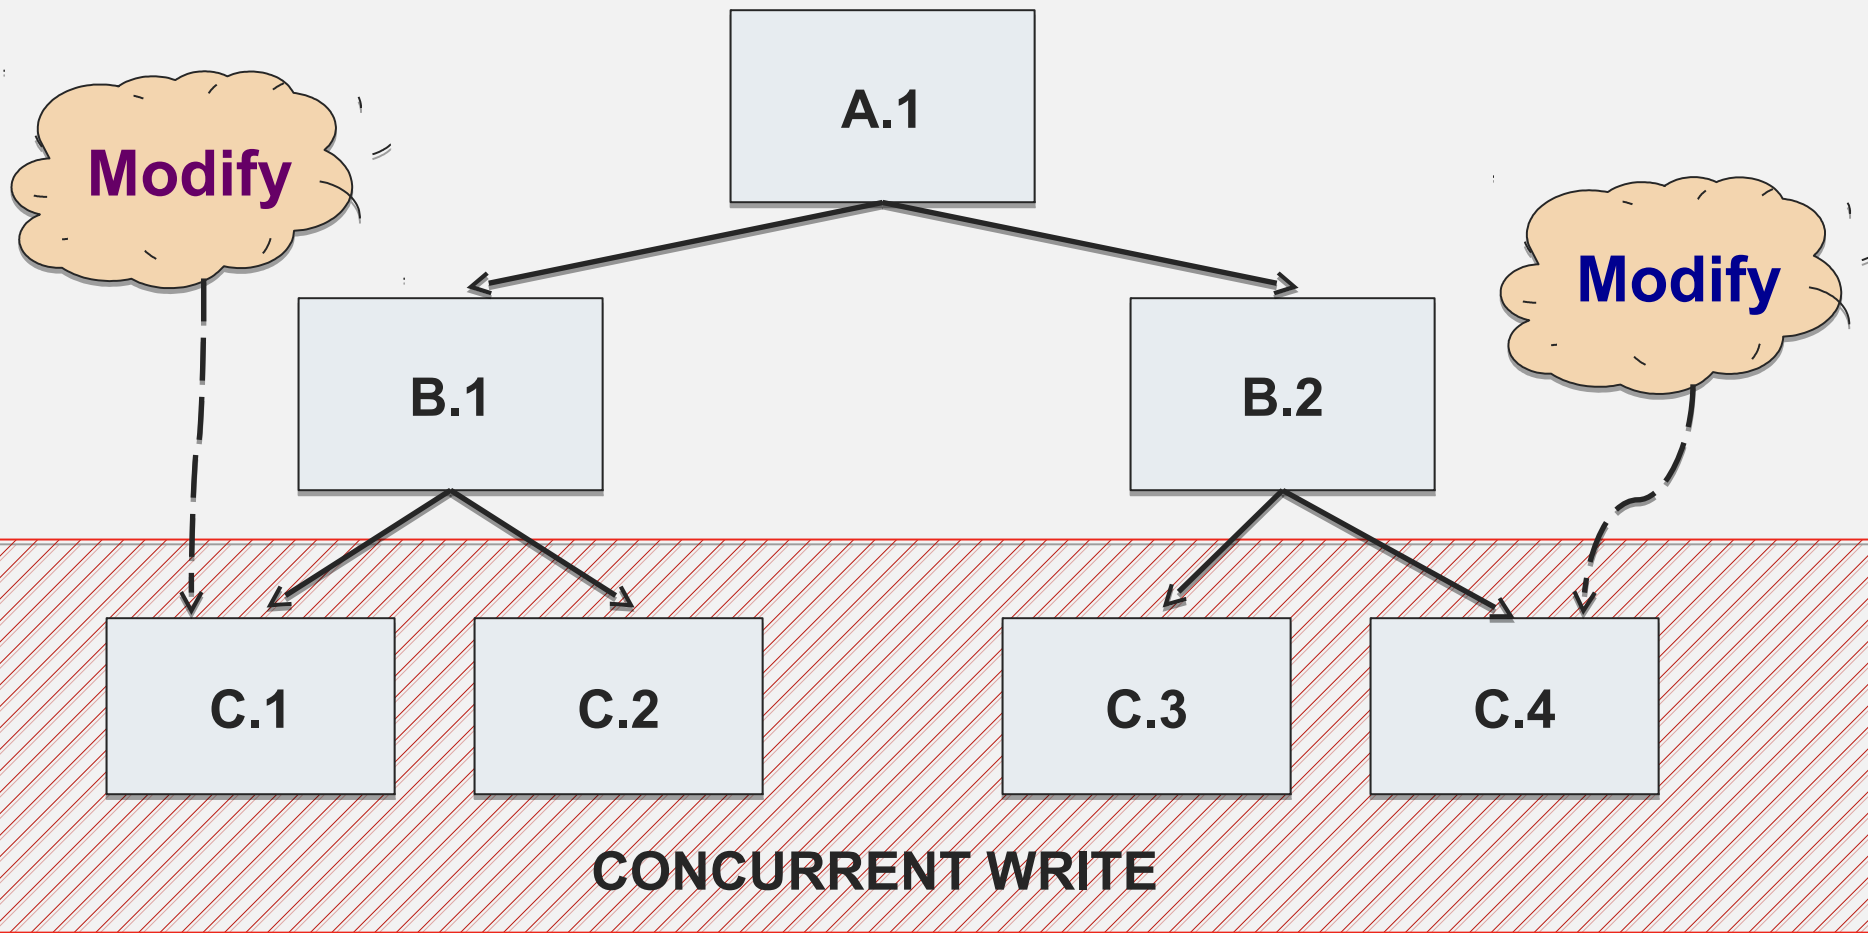 A.1
Modify
Modify
B.1
B.2
C.1
C.2
C.3
C.4
CONCURRENT WRITE